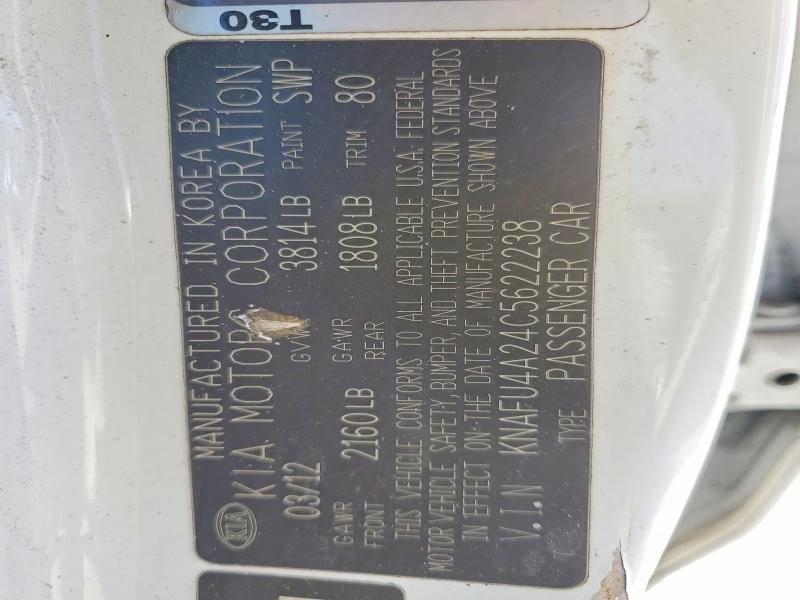 T30
MANUFACTURED IN KOREA BY
KIA KIA MOTORS CORPORATION
03/12 GVWR 3814LB PAINT SWP
GAWR FRONT 2160LB GAWR REAR 1808LB TRIM 80
THIS VEHICLE CONFORMS TO ALL APPLICABLE U.S.A. FEDERAL
MOTOR VEHICLE SAFETY, BUMPER, AND THEFT PREVENTION STANDARDS
IN EFFECT ON THE DATE OF MANUFACTURE SHOWN ABOVE
V.I.N KNAFU4A24C5622238
TYPE PASSENGER CAR